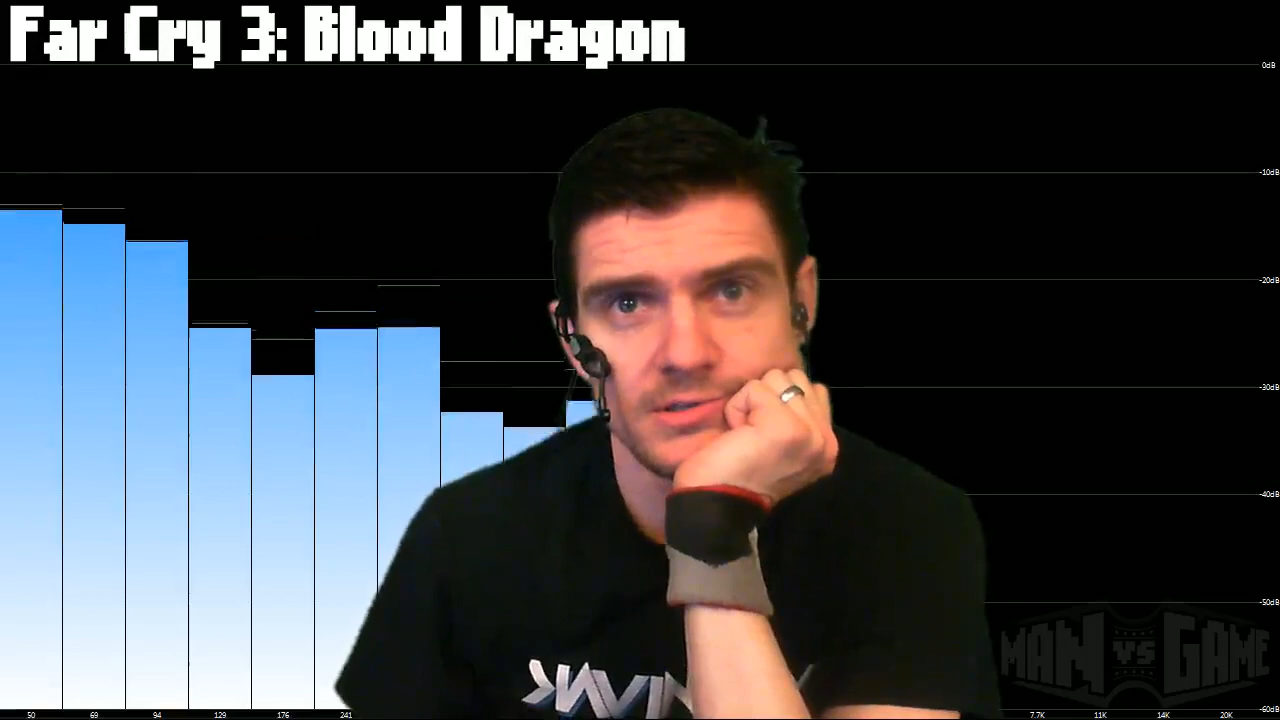 Far Cry 3: Blood Dragon
0dB
-10dB
-20dB
-30dB
-40dB
-50dB
MAN vs GAME
-60dB
50 69 94 129 176 241 7.7K 11K 14K 20K